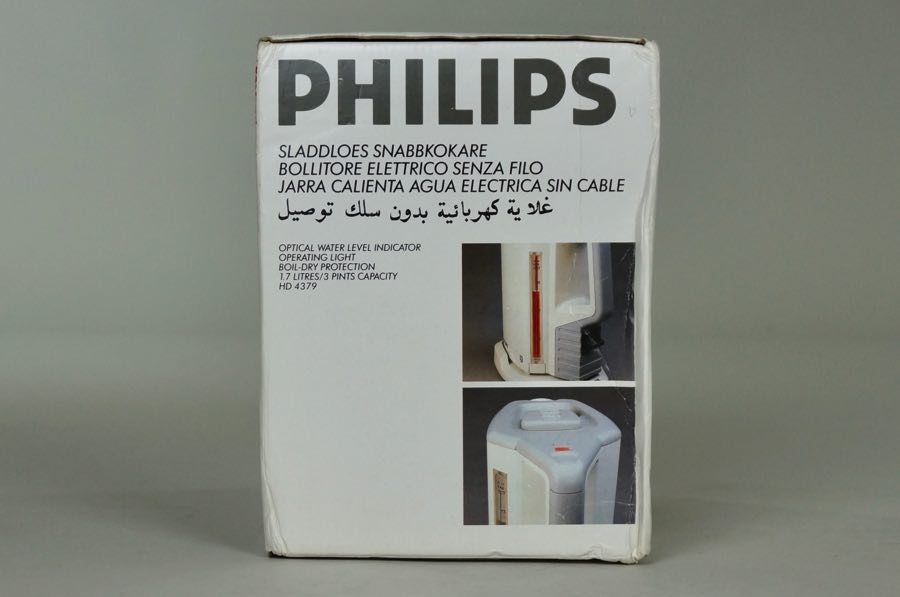 PHILIPS
SLADDLOES SNABBKOKARE
BOLLITORE ELETTRICO SENZA FILO
JARRA CALIENTA AGUA ELECTRICA SIN CABLE
غلاية كهربائية بدون سلك توصيل
OPTICAL WATER LEVEL INDICATOR
OPERATING LIGHT
BOIL-DRY PROTECTION
1.7 LITRES/3 PINTS CAPACITY
HD 4379